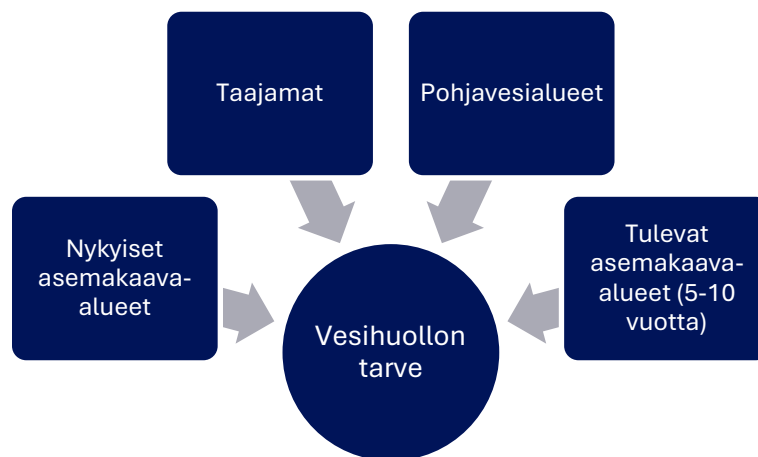 Taajamat
Pohjavesialueet
Nykyiset
asemakaava-
alueet
Tulevat
asemakaava-
alueet (5-10
vuotta)
Vesihuollon
tarve